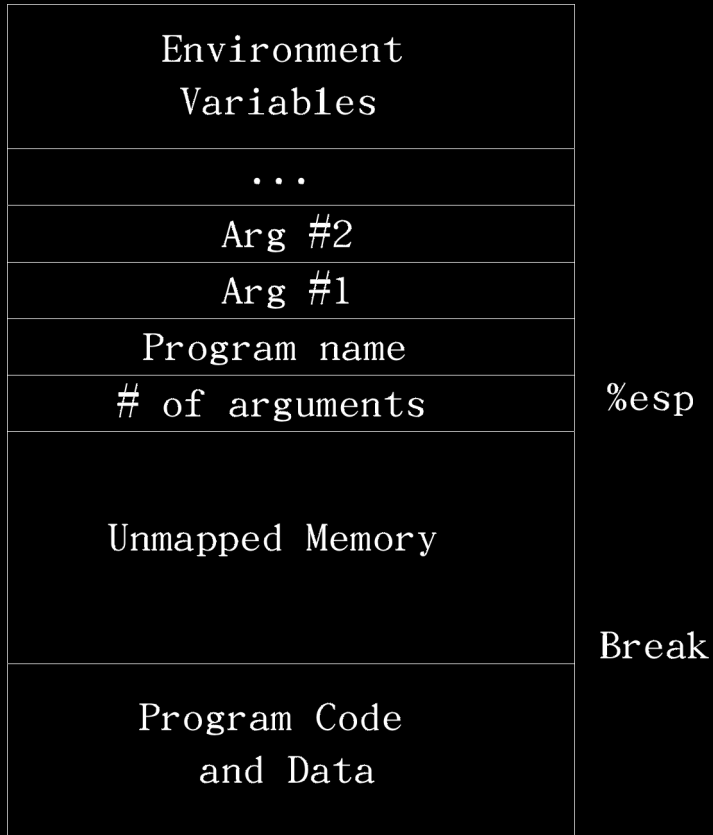 Environment
Variables
...
Arg #2
Arg #1
Program name
# of arguments
%esp
Unmapped Memory
Break
Program Code
and Data